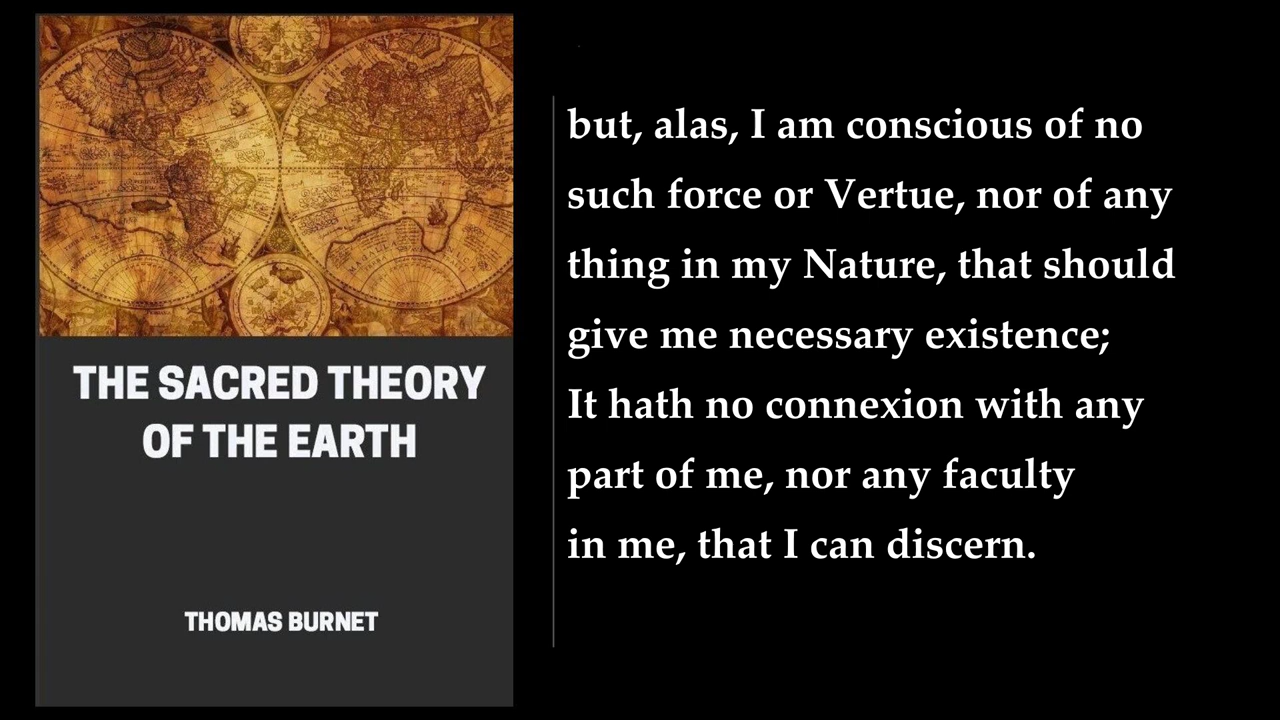 THE SACRED THEORY
OF THE EARTH
THOMAS BURNET
but, alas, I am conscious of no
such force or Vertue, nor of any
thing in my Nature, that should
give me necessary existence;
It hath no connexion with any
part of me, nor any faculty
in me, that I can discern.